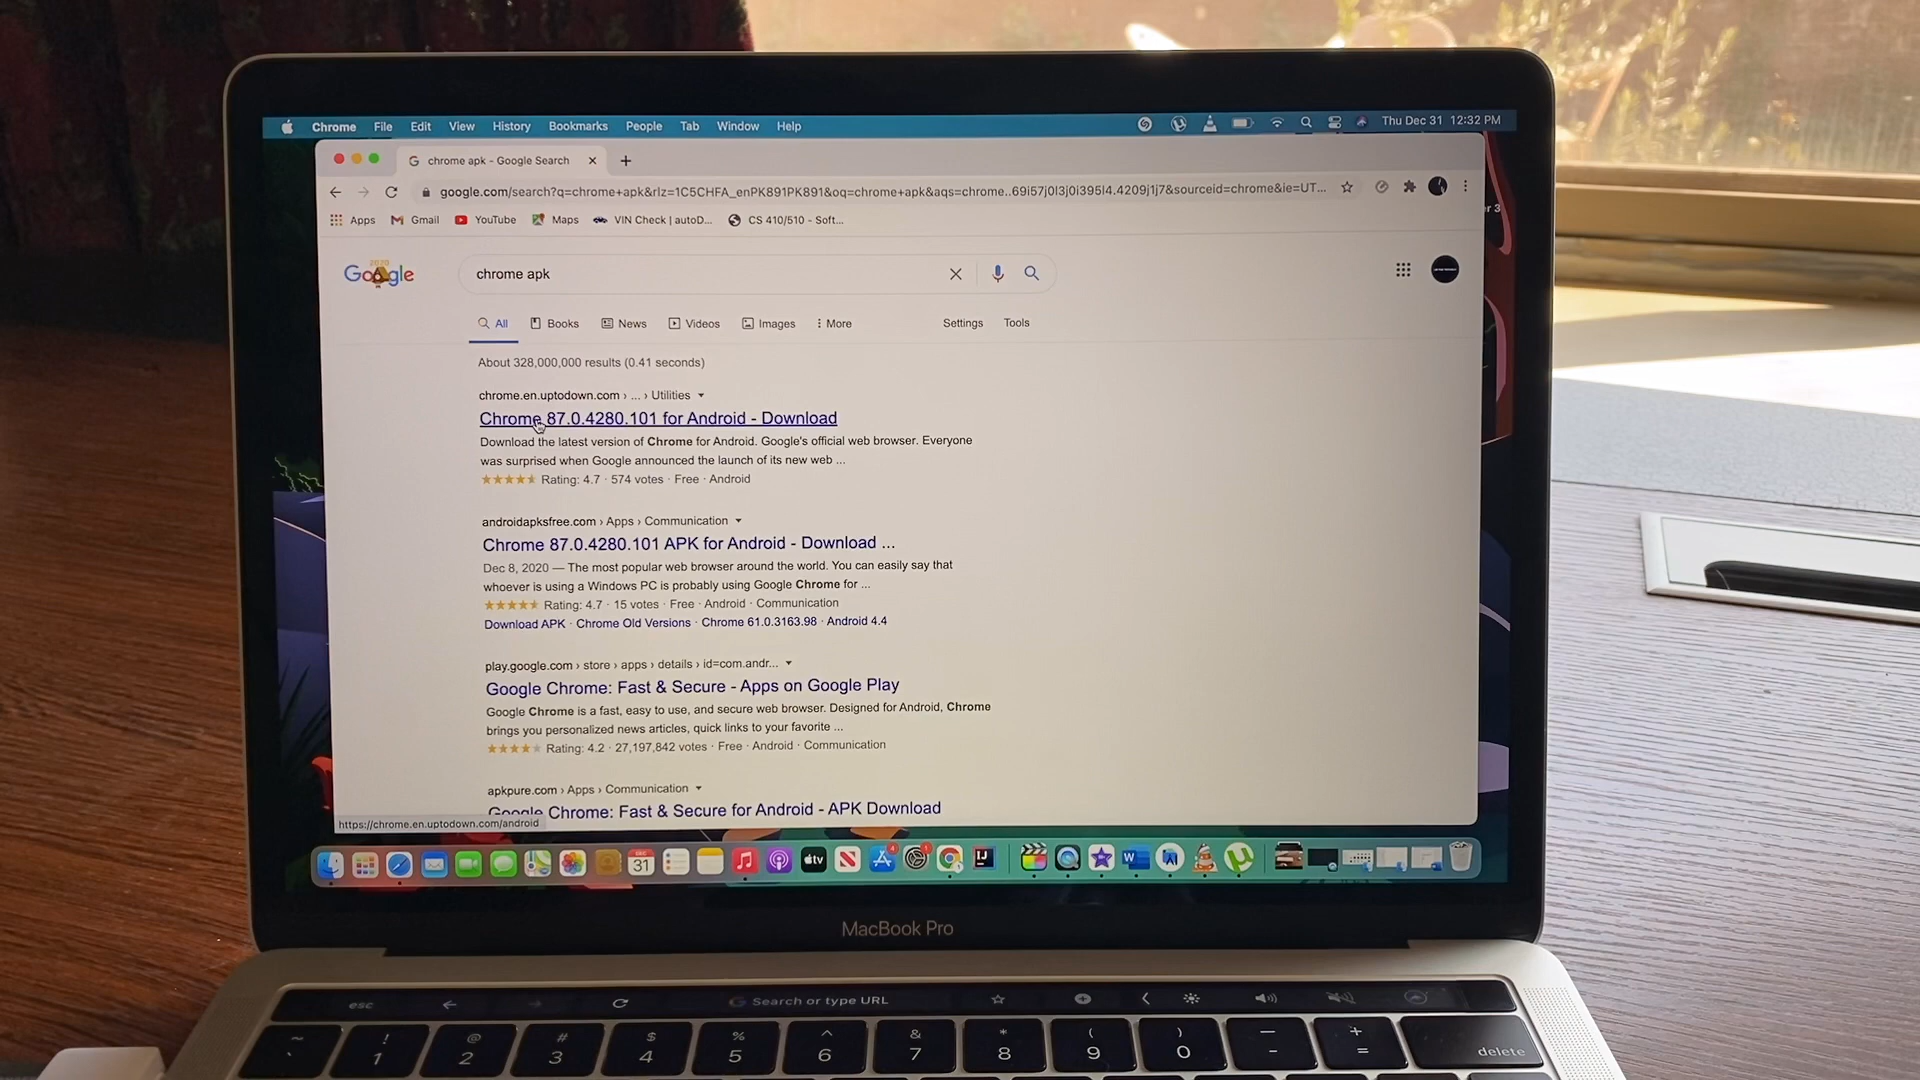 Chrome File Edit View History Bookmarks People Tab Window Help Thu Dec 31 12:32 PM
chrome apk - Google Search
google.com/search?q=chrome+apk&rlz=1C5CHFA_enPK891PK891&oq=chrome+apk&aqs=chrome..69i57j0l3j0i395l4.4209j1j7&sourceid=chrome&ie=UT...
Apps Gmail YouTube Maps VIN Check | autoD... CS 410/510 - Soft...
r 3
2020
Google
chrome apk
All Books News Videos Images More Settings Tools
About 328,000,000 results (0.41 seconds)
chrome.en.uptodown.com › ... › Utilities
Chrome 87.0.4280.101 for Android - Download
Download the latest version of Chrome for Android. Google's official web browser. Everyone
was surprised when Google announced the launch of its new web ...
Rating: 4.7 · 574 votes · Free · Android
androidapksfree.com › Apps › Communication
Chrome 87.0.4280.101 APK for Android - Download ...
Dec 8, 2020 — The most popular web browser around the world. You can easily say that
whoever is using a Windows PC is probably using Google Chrome for ...
Rating: 4.7 · 15 votes · Free · Android · Communication
Download APK · Chrome Old Versions · Chrome 61.0.3163.98 · Android 4.4
play.google.com › store › apps › details › id=com.andr...
Google Chrome: Fast & Secure - Apps on Google Play
Google Chrome is a fast, easy to use, and secure web browser. Designed for Android, Chrome
brings you personalized news articles, quick links to your favorite ...
Rating: 4.2 · 27,197,842 votes · Free · Android · Communication
apkpure.com › Apps › Communication
Google Chrome: Fast & Secure for Android - APK Download
https://chrome.en.uptodown.com/android
31 tv 4 1 IJ W
MacBook Pro
esc Search or type URL
~ ! @ # $ % ^ & * ( ) — +
` 1 2 3 4 5 6 7 8 9 0 - = delete